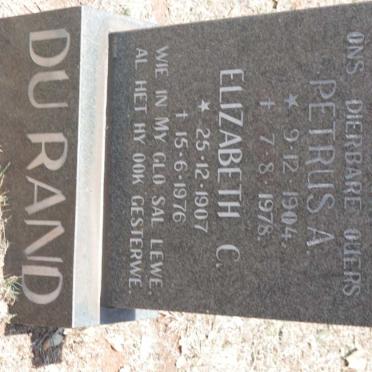 ONS DIERBARE OUERS
PETRUS. A.
★ 9.12.1904.
† 7.8.1978.
ELIZABETH C.
★ 25.12.1907
† 15.6.1976
WIE IN MY GLO SAL LEWE.
AL HET HY OOK GESTERWE.
DU RAND